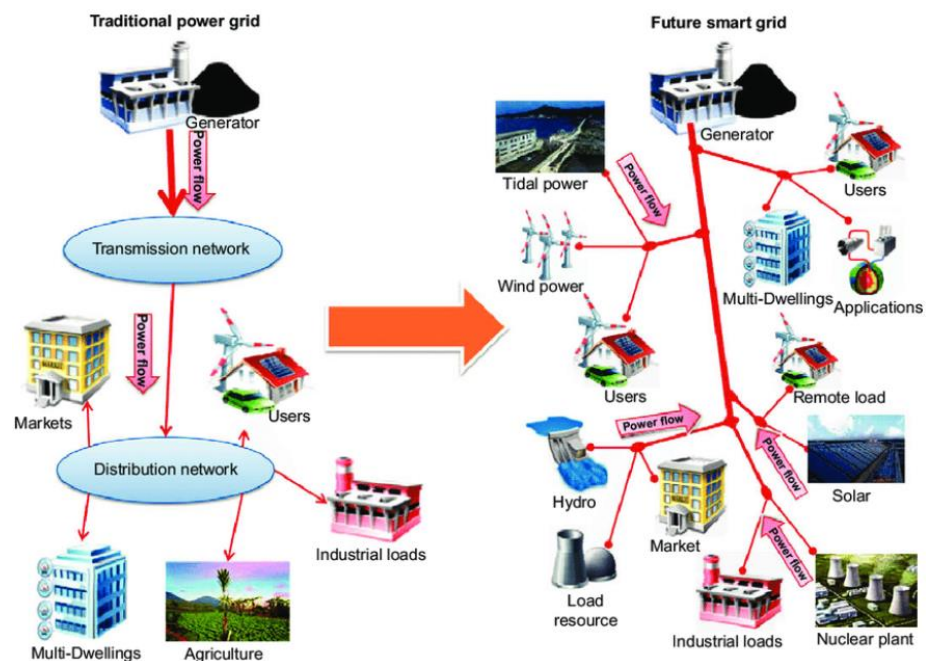 Traditional power grid
Generator
Power flow
Transmission network
Power flow
Markets
MARKET
Users
Distribution network
Industrial loads
Multi-Dwellings
Agriculture
Future smart grid
Generator
Tidal power
Power flow
Users
Wind power
Multi-Dwellings
Applications
Users
Remote load
Power flow
Hydro
Power flow
Solar
Market
Load
resource
Power flow
Industrial loads
Nuclear plant